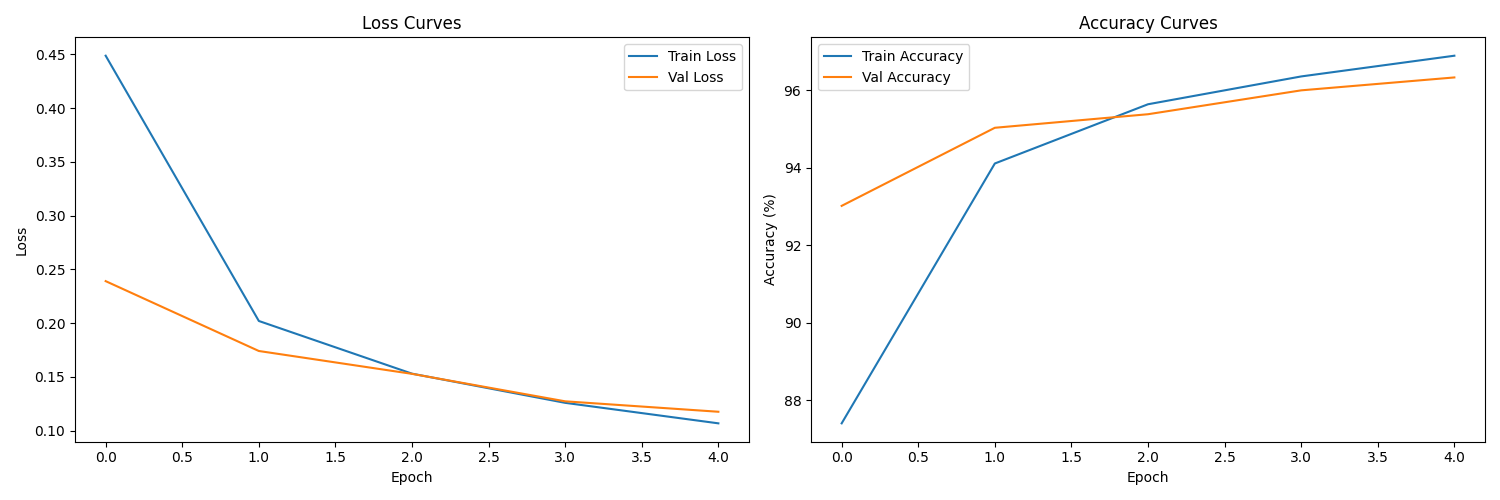 Loss Curves
Train Loss
Val Loss
0.45
0.40
0.35
0.30
0.25
0.20
0.15
0.10
Loss
0.0 0.5 1.0 1.5 2.0 2.5 3.0 3.5 4.0
Epoch
Accuracy Curves
Train Accuracy
Val Accuracy
96
94
92
90
88
Accuracy (%)
0.0 0.5 1.0 1.5 2.0 2.5 3.0 3.5 4.0
Epoch